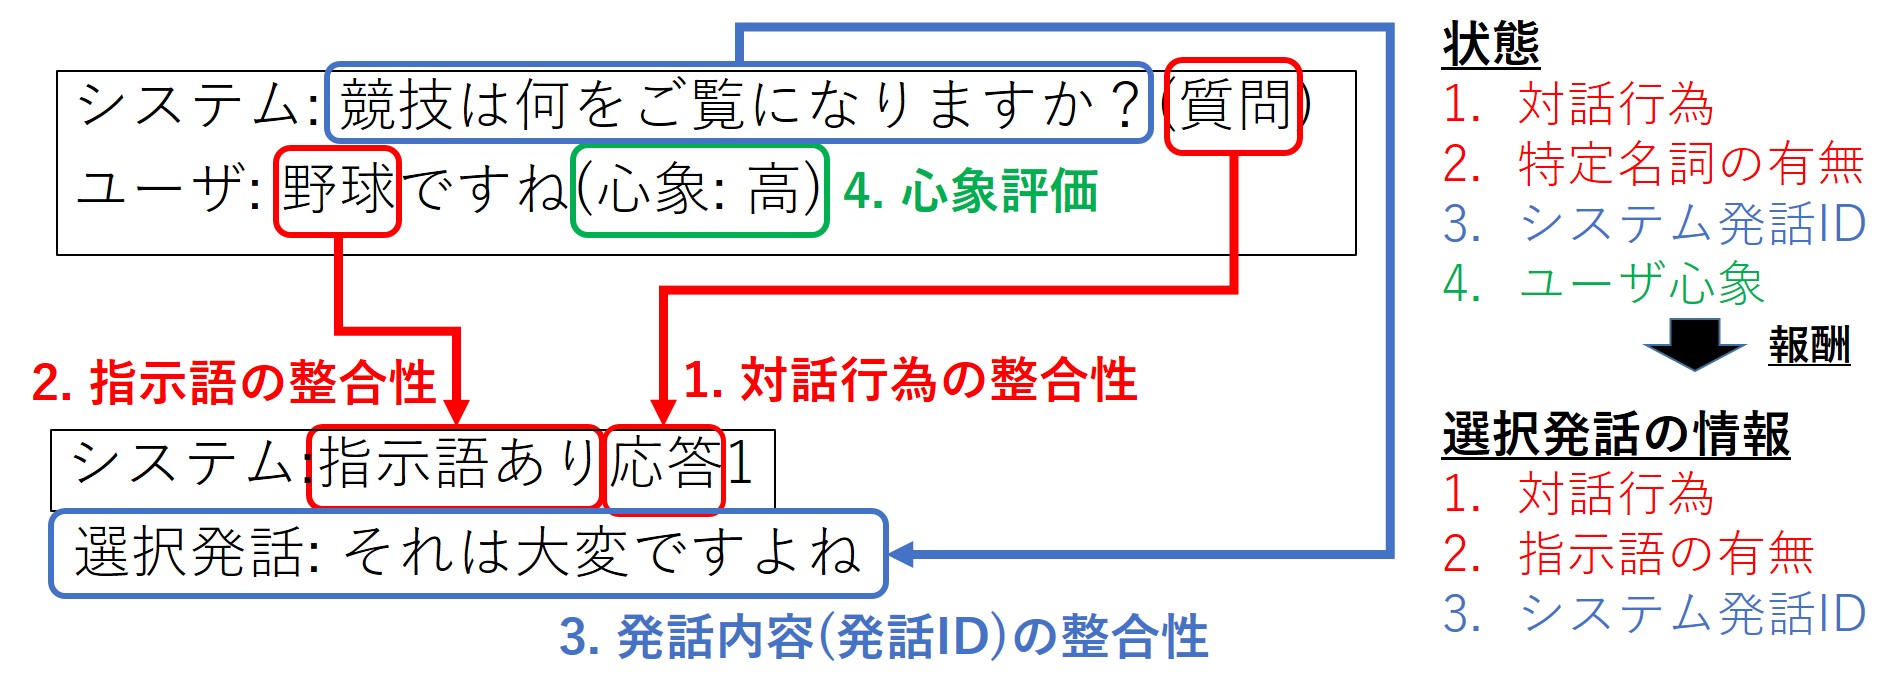 システム: 競技は何をご覧になりますか？(質問)
ユーザ: 野球ですね(心象: 高) 4. 心象評価
2. 指示語の整合性
1. 対話行為の整合性
システム:指示語あり応答1
選択発話: それは大変ですよね
3. 発話内容(発話ID)の整合性
状態
1. 対話行為
2. 特定名詞の有無
3. システム発話ID
4. ユーザ心象
報酬
選択発話の情報
1. 対話行為
2. 指示語の有無
3. システム発話ID